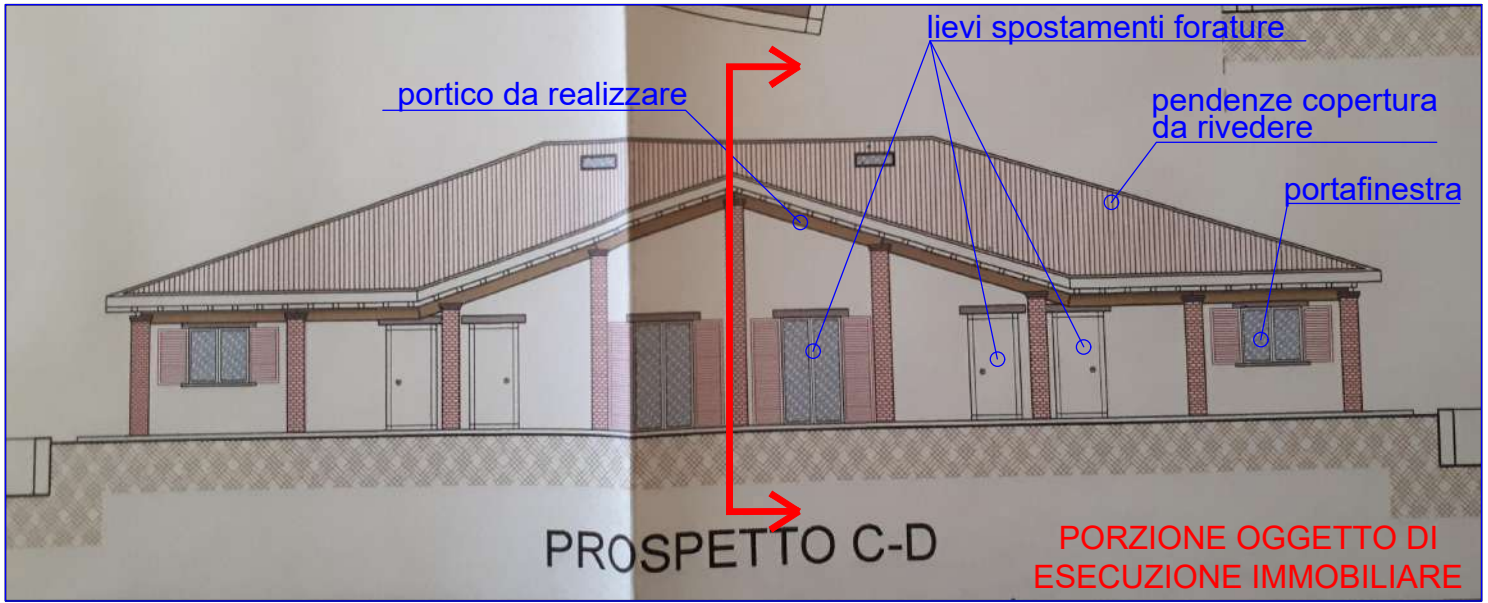 lievi spostamenti forature
portico da realizzare
pendenze copertura
da rivedere
portafinestra
PROSPETTO C-D
PORZIONE OGGETTO DI
ESECUZIONE IMMOBILIARE